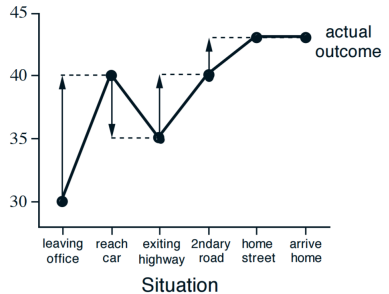 45
40
35
30
actual
outcome
leaving
office
reach
car
exiting
highway
2ndary
road
home
street
arrive
home
Situation